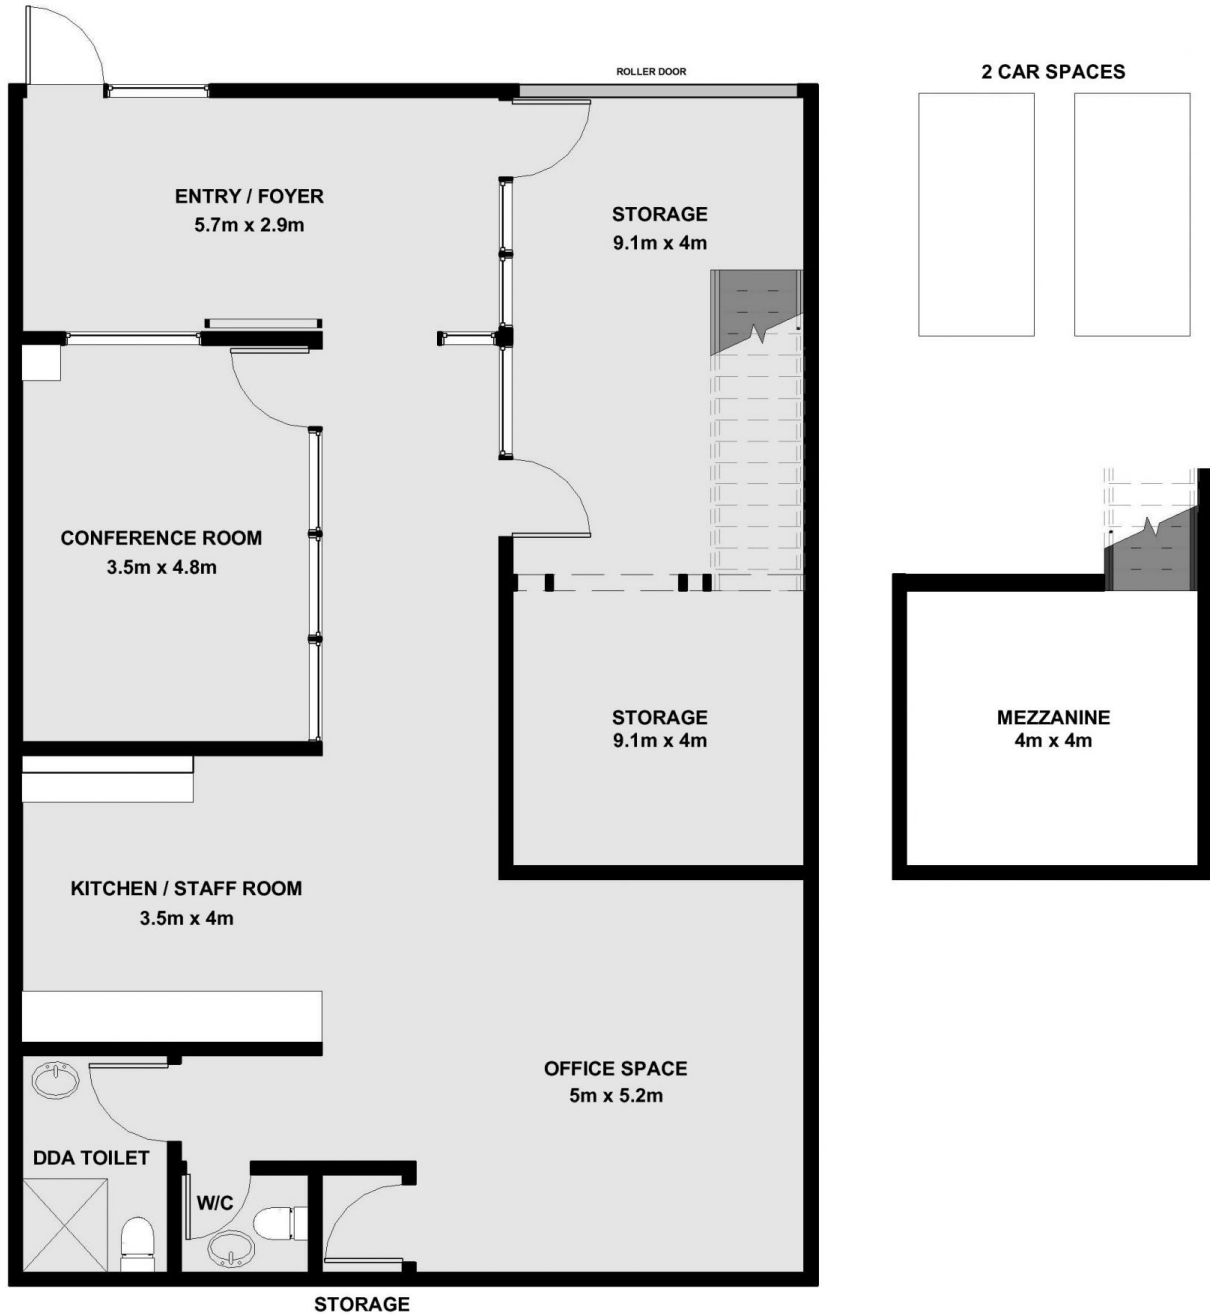 ROLLER DOOR
2 CAR SPACES
ENTRY / FOYER
5.7m x 2.9m
STORAGE
9.1m x 4m
CONFERENCE ROOM
3.5m x 4.8m
STORAGE
9.1m x 4m
MEZZANINE
4m x 4m
KITCHEN / STAFF ROOM
3.5m x 4m
OFFICE SPACE
5m x 5.2m
DDA TOILET
W/C
STORAGE